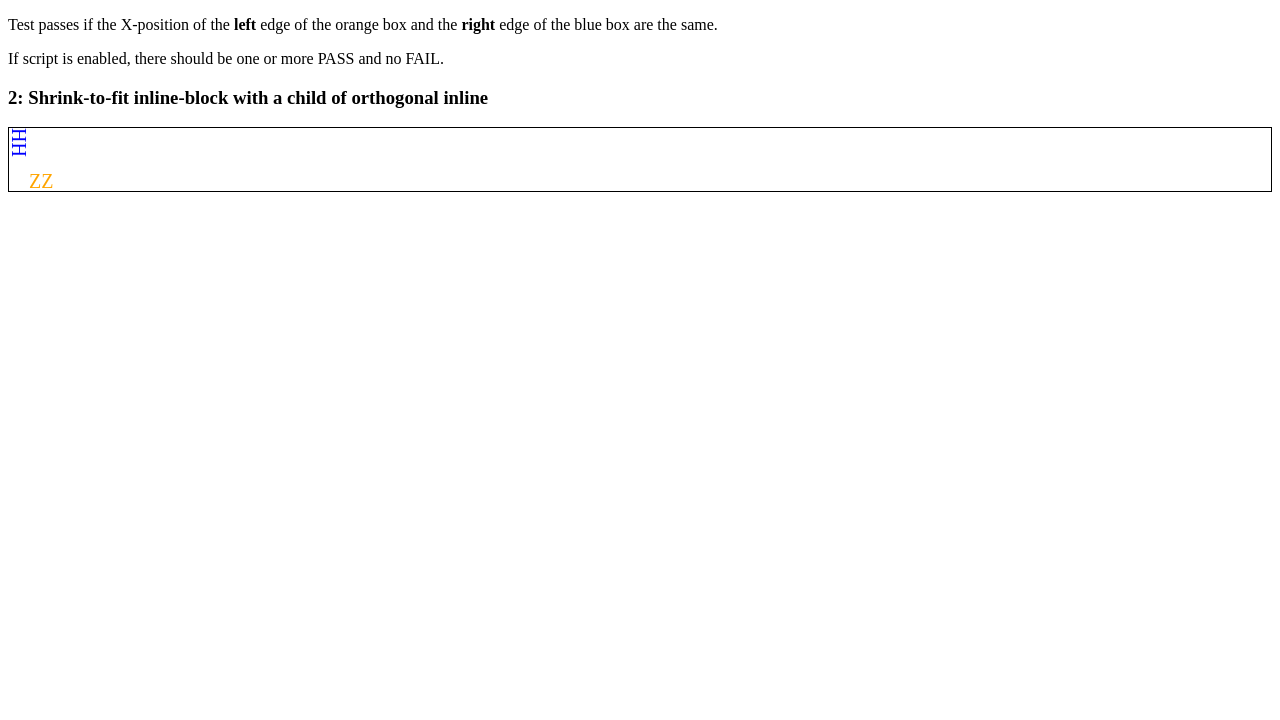 Test passes if the X-position of the left edge of the orange box and the right edge of the blue box are the same.
If script is enabled, there should be one or more PASS and no FAIL.
2: Shrink-to-fit inline-block with a child of orthogonal inline
HH
ZZ